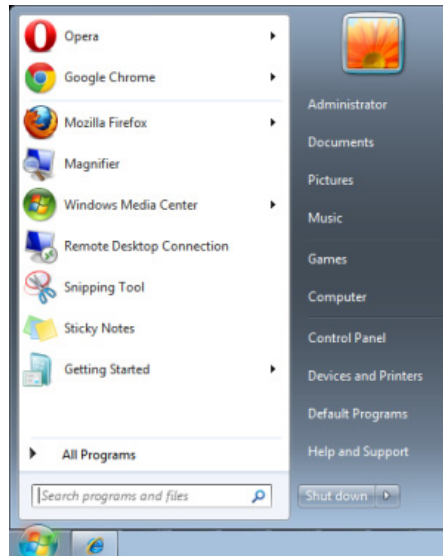 Opera
Google Chrome
Mozilla Firefox
Magnifier
Windows Media Center
Remote Desktop Connection
Snipping Tool
Sticky Notes
Getting Started
All Programs
Search programs and files
Administrator
Documents
Pictures
Music
Games
Computer
Control Panel
Devices and Printers
Default Programs
Help and Support
Shut down